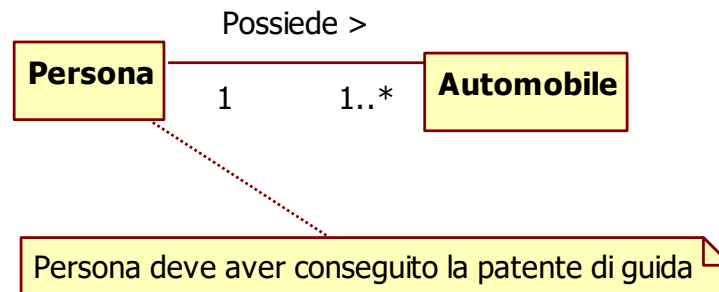 Possiede >
Persona
Automobile
1
1..*
Persona deve aver conseguito la patente di guida